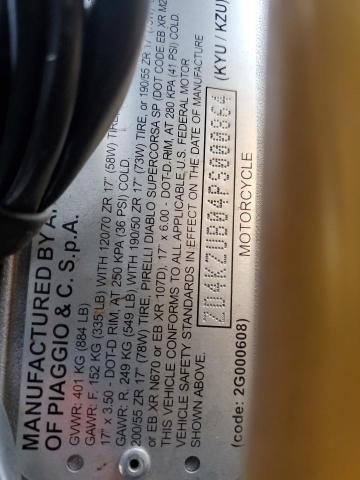 MANUFACTURED BY A.
OF PIAGGIO & C. S.p.A.
GVWR: 401 KG (884 LB)
GAWR: F. 152 KG (335 LB) WITH 120/70 ZR 17" (58W) TIRE,
17" x 3.50 - DOT-D RIM, AT 250 KPA (36 PSI) COLD.
GAWR: R. 249 KG (549 LB) WITH 190/50 ZR 17" (73W) TIRE, or 190/55 ZR 17"
200/55 ZR 17" (78W) TIRE, PIRELLI DIABLO SUPERCORSA SP (DOT CODE EB XR M2
or EB XR N670 or EB XR 107D), 17" x 6.00 - DOT-D RIM, AT 280 KPA (41 PSI) COLD.
THIS VEHICLE CONFORMS TO ALL APPLICABLE U.S. FEDERAL MOTOR
VEHICLE SAFETY STANDARDS IN EFFECT ON THE DATE OF MANUFACTURE
SHOWN ABOVE.
ZD4KZUB04PS000864
(KYU / KZU)
MOTORCYCLE
(code: 2G000608)